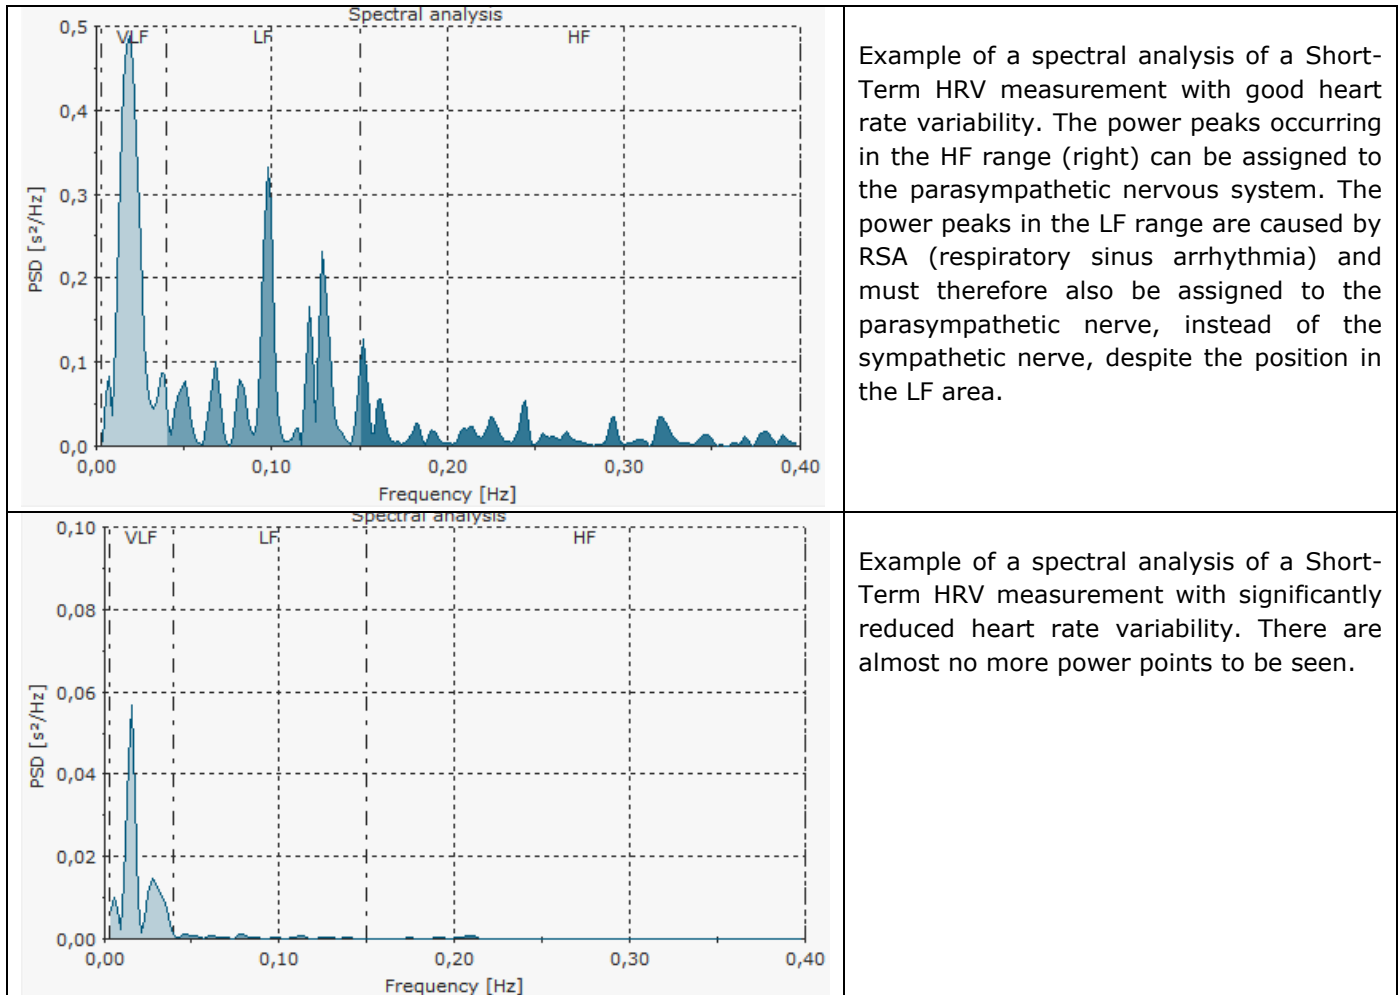 Spectral analysis
0,5
VLF
LF
HF
0,4
0,3
PSD [s²/Hz]
0,2
0,1
0,0
0,00
0,10
0,20
0,30
0,40
Frequency [Hz]
Example of a spectral analysis of a Short-
Term HRV measurement with good heart
rate variability. The power peaks occurring
in the HF range (right) can be assigned to
the parasympathetic nervous system. The
power peaks in the LF range are caused by
RSA (respiratory sinus arrhythmia) and
must therefore also be assigned to the
parasympathetic nerve, instead of the
sympathetic nerve, despite the position in
the LF area.
Spectral analysis
0,10
VLF
LF
HF
0,08
0,06
PSD [s²/Hz]
0,04
0,02
0,00
0,00
0,10
0,20
0,30
0,40
Frequency [Hz]
Example of a spectral analysis of a Short-
Term HRV measurement with significantly
reduced heart rate variability. There are
almost no more power points to be seen.